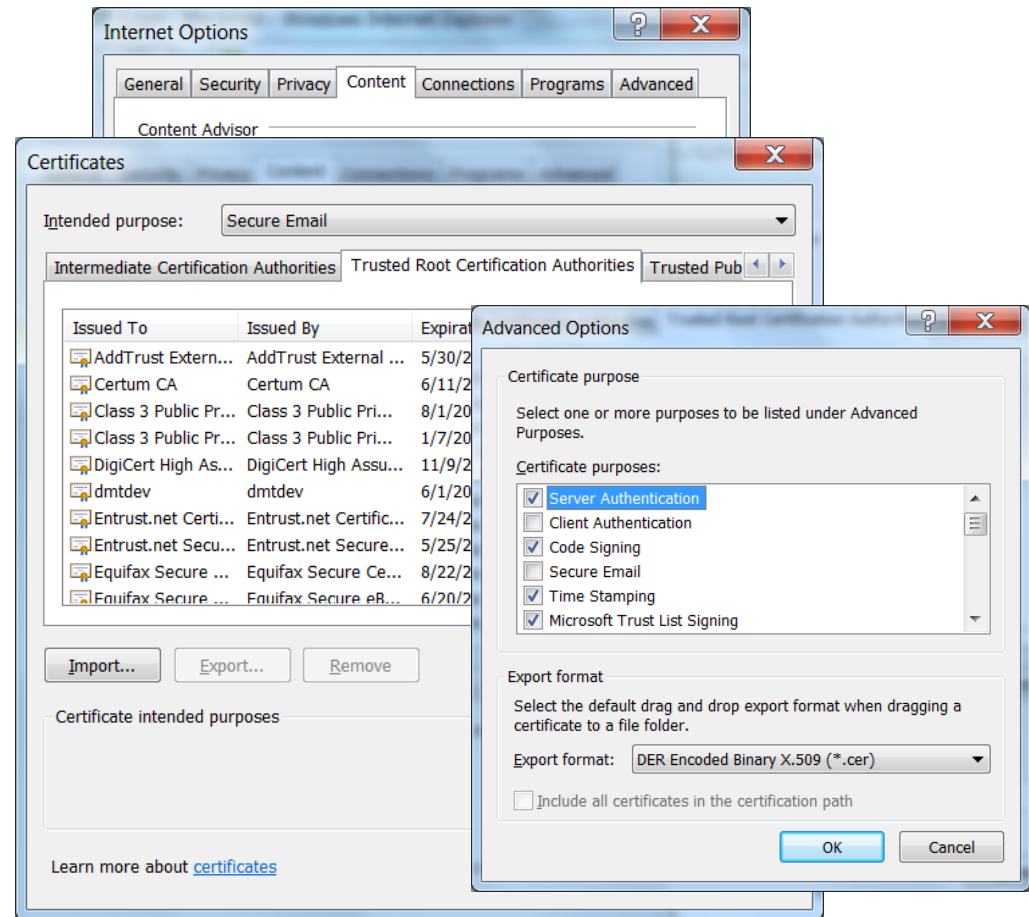 Internet Options
General Security Privacy Content Connections Programs Advanced
Content Advisor
Certificates
Intended purpose: Secure Email
Intermediate Certification Authorities Trusted Root Certification Authorities Trusted Pub
Issued To Issued By Expirat
AddTrust Extern... AddTrust External ... 5/30/2
Certum CA Certum CA 6/11/2
Class 3 Public Pr... Class 3 Public Pri... 8/1/20
Class 3 Public Pr... Class 3 Public Pri... 1/7/20
DigiCert High As... DigiCert High Assu... 11/9/2
dmtdev dmtdev 6/1/20
Entrust.net Certi... Entrust.net Certific... 7/24/2
Entrust.net Secu... Entrust.net Secure... 5/25/2
Equifax Secure ... Equifax Secure Ce... 8/22/2
Equifax Secure ... Equifax Secure eB... 6/20/2
Import... Export... Remove
Certificate intended purposes
Learn more about certificates
Advanced Options
Certificate purpose
Select one or more purposes to be listed under Advanced
Purposes.
Certificate purposes:
Server Authentication
Client Authentication
Code Signing
Secure Email
Time Stamping
Microsoft Trust List Signing
Export format
Select the default drag and drop export format when dragging a
certificate to a file folder.
Export format: DER Encoded Binary X.509 (*.cer)
Include all certificates in the certification path
OK Cancel